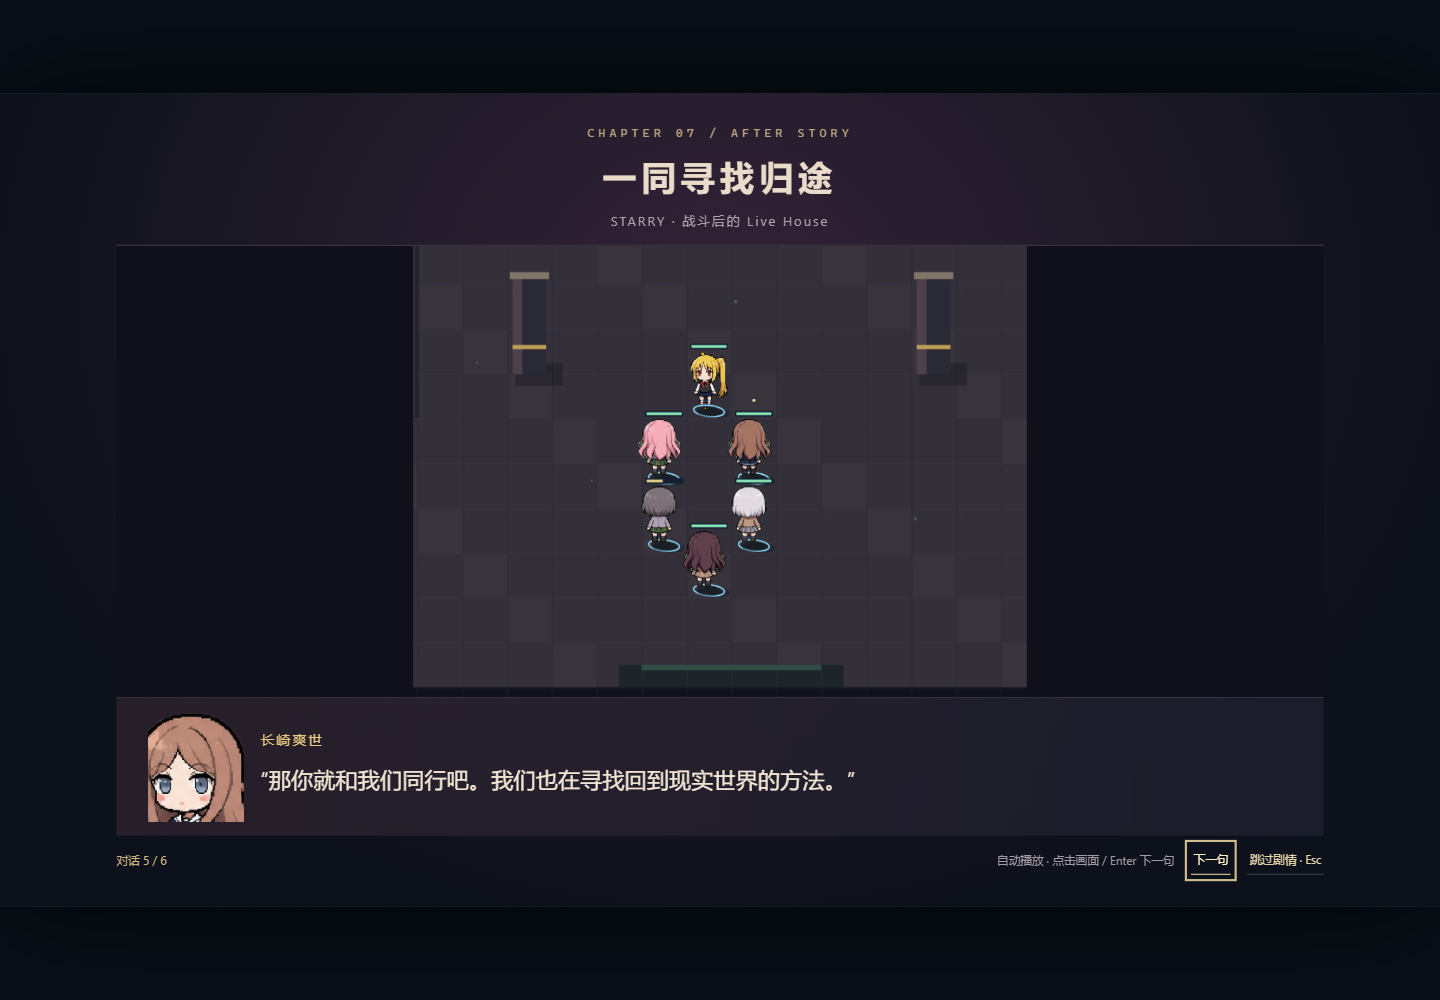 CHAPTER 07 / AFTER STORY
一同寻找归途
STARRY · 战斗后的 Live House
长崎爽世
“那你就和我们同行吧。我们也在寻找回到现实世界的方法。”
对话 5 / 6
自动播放 · 点击画面 / Enter 下一句
下一句
跳过剧情 · Esc